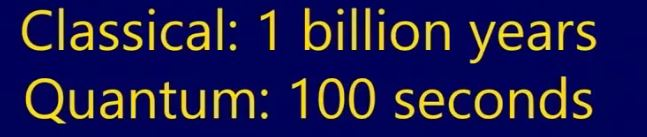 Classical: 1 billion years
Quantum: 100 seconds